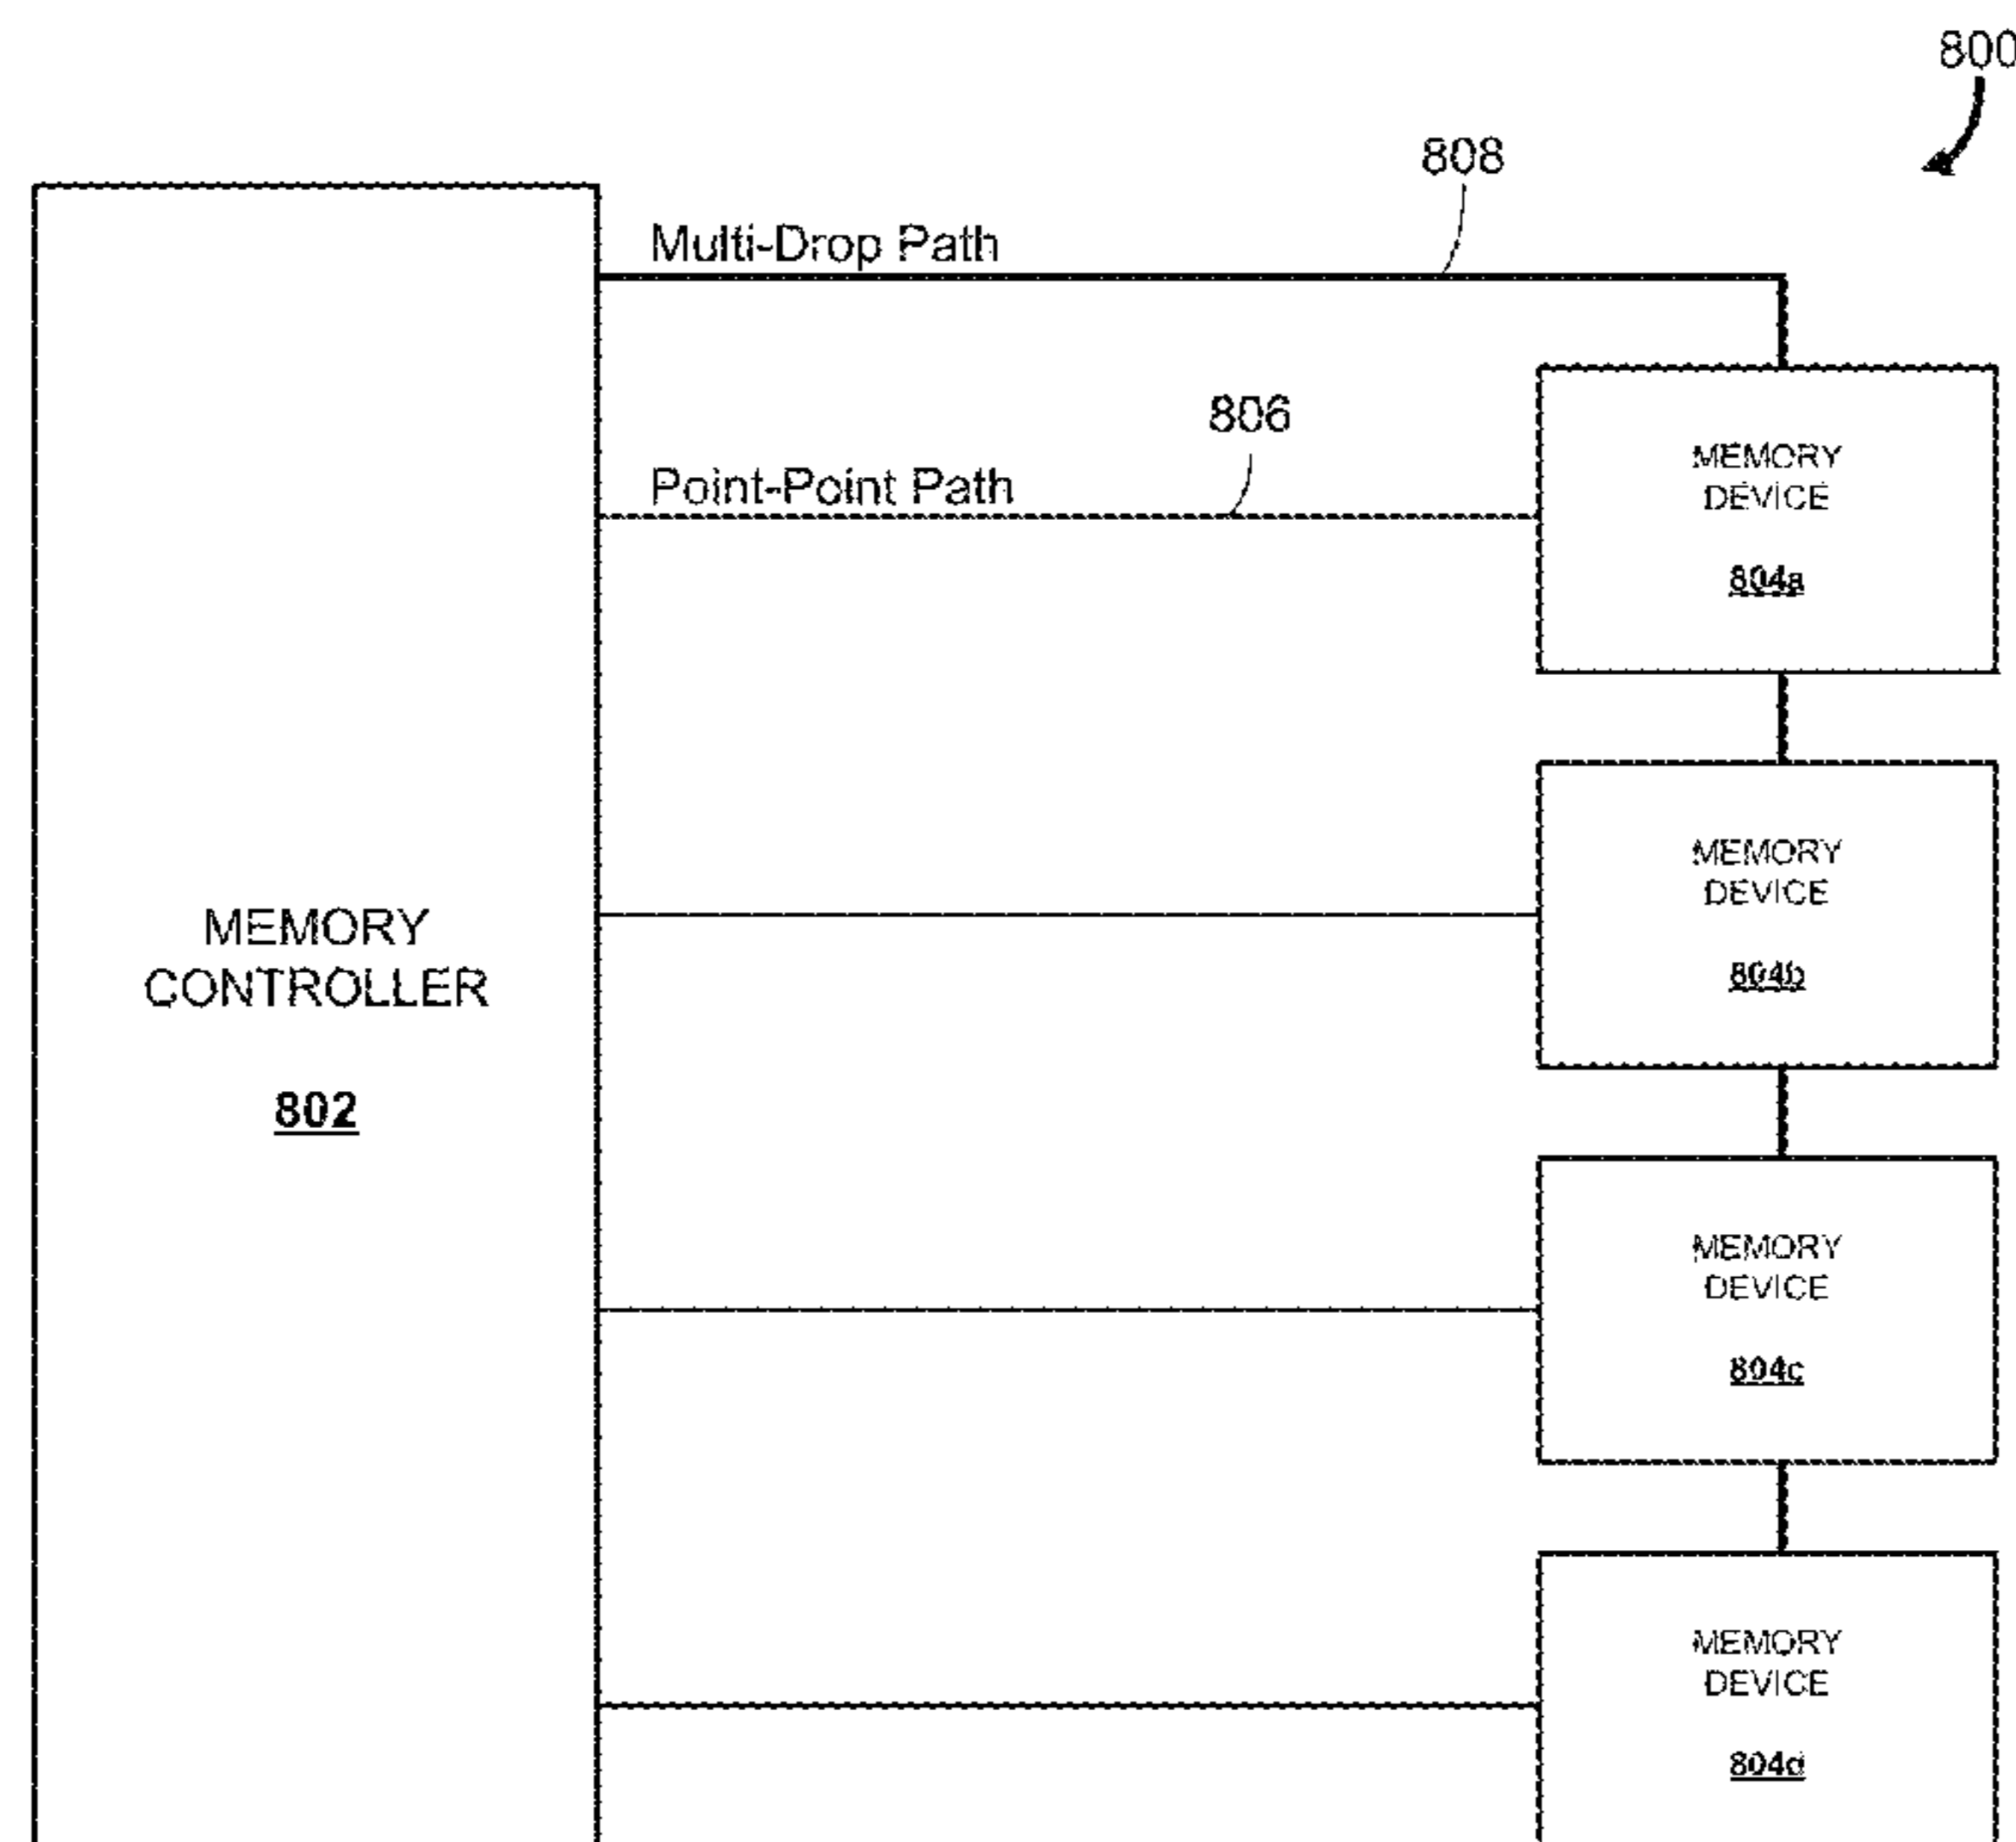 800
808
Multi-Drop Path
806
Point-Point Path
MEMORY
DEVICE
804a
MEMORY
DEVICE
804b
MEMORY
CONTROLLER
802
MEMORY
DEVICE
804c
MEMORY
DEVICE
804d